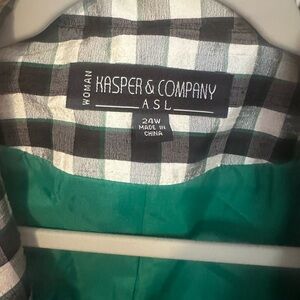 WOMAN
KASPER & COMPANY
A S L
24W
MADE IN
CHINA